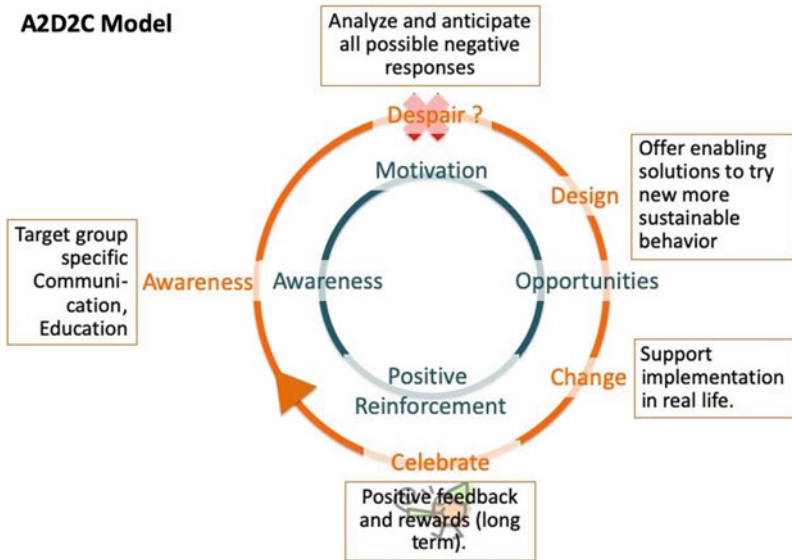 A2D2C Model
Analyze and anticipate
all possible negative
responses
Despair ?
Motivation
Design
Offer enabling
solutions to try
new more
sustainable
behavior
Target group
specific
Communi-
cation,
Education
Awareness
Awareness
Opportunities
Change
Support
implementation
in real life.
Positive
Reinforcement
Celebrate
Positive feedback
and rewards (long
term).